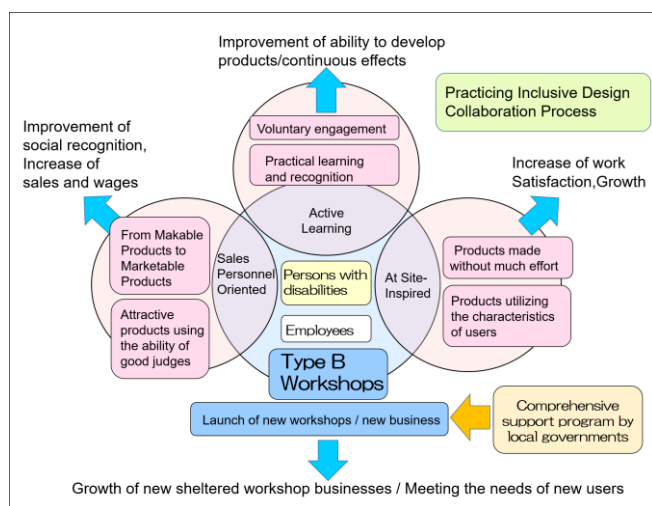 Improvement of ability to develop
products/continuous effects
Practicing Inclusive Design
Collaboration Process
Voluntary engagement
Practical learning
and recognition
Improvement of
social recognition,
Increase of
sales and wages
Increase of work
Satisfaction,Growth
Active
Learning
From Makable
Products to
Marketable
Products
Sales
Personnel
Oriented
Persons with
disabilities
At Site-
Inspired
Products made
without much effort
Attractive
products using
the ability of
good judges
Employees
Products utilizing
the characteristics
of users
Type B
Workshops
Launch of new workshops / new business
Comprehensive
support program by
local governments
Growth of new sheltered workshop businesses / Meeting the needs of new users